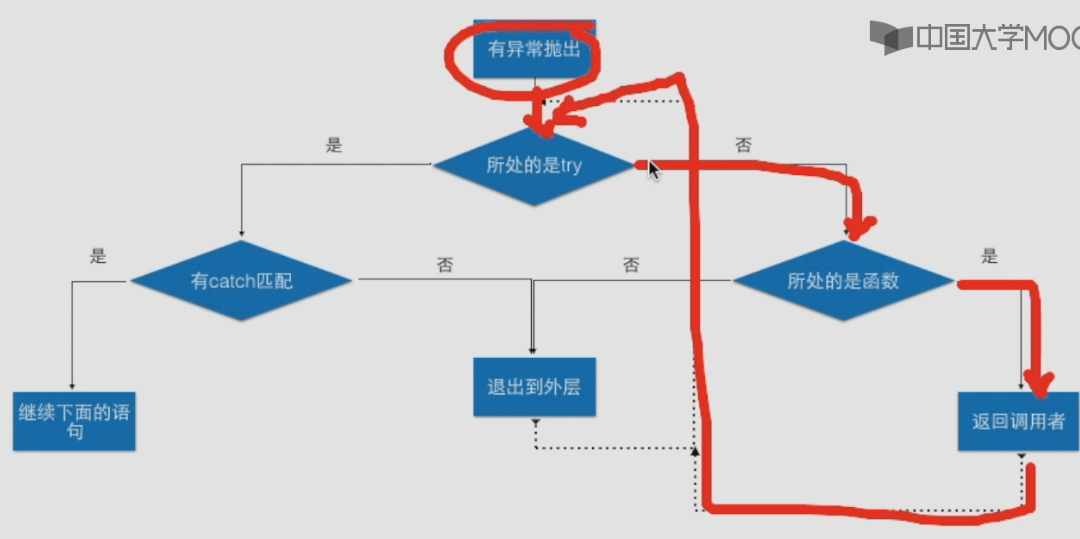 中国大学MOO
有异常抛出
是
所处的是try
否
是
有catch匹配
否
否
所处的是函数
是
继续下面的语
句
退出到外层
返回调用者